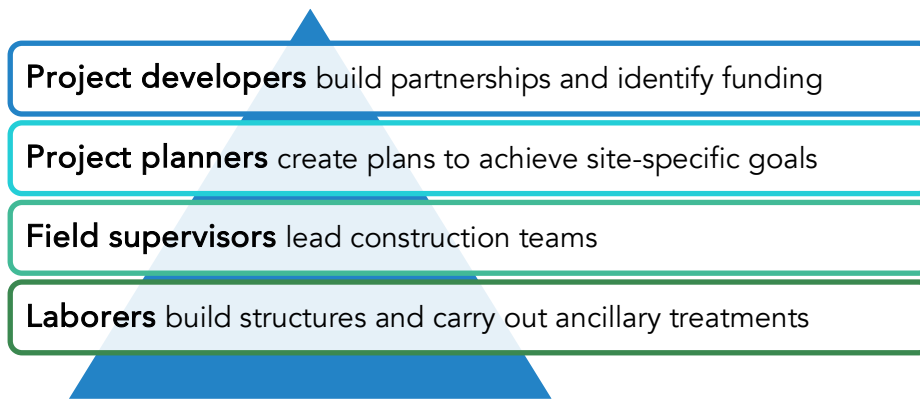 Project developers build partnerships and identify funding
Project planners create plans to achieve site-specific goals
Field supervisors lead construction teams
Laborers build structures and carry out ancillary treatments